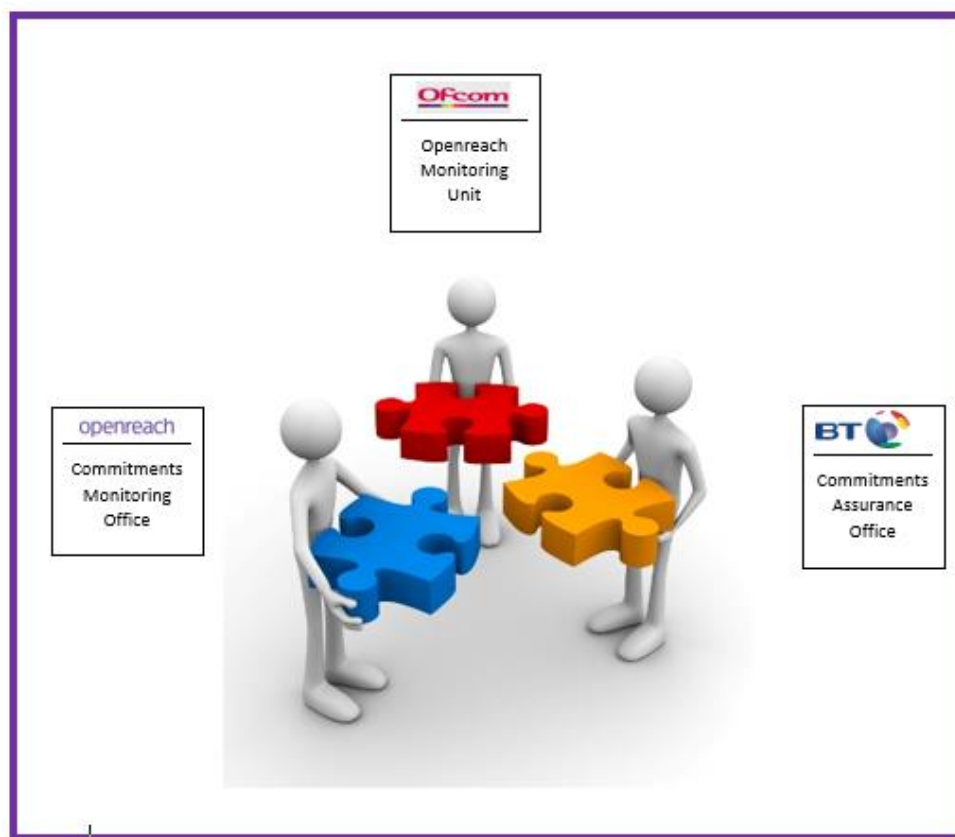 Ofcom
Openreach
Monitoring
Unit
openreach
Commitments
Monitoring
Office
BT
Commitments
Assurance
Office